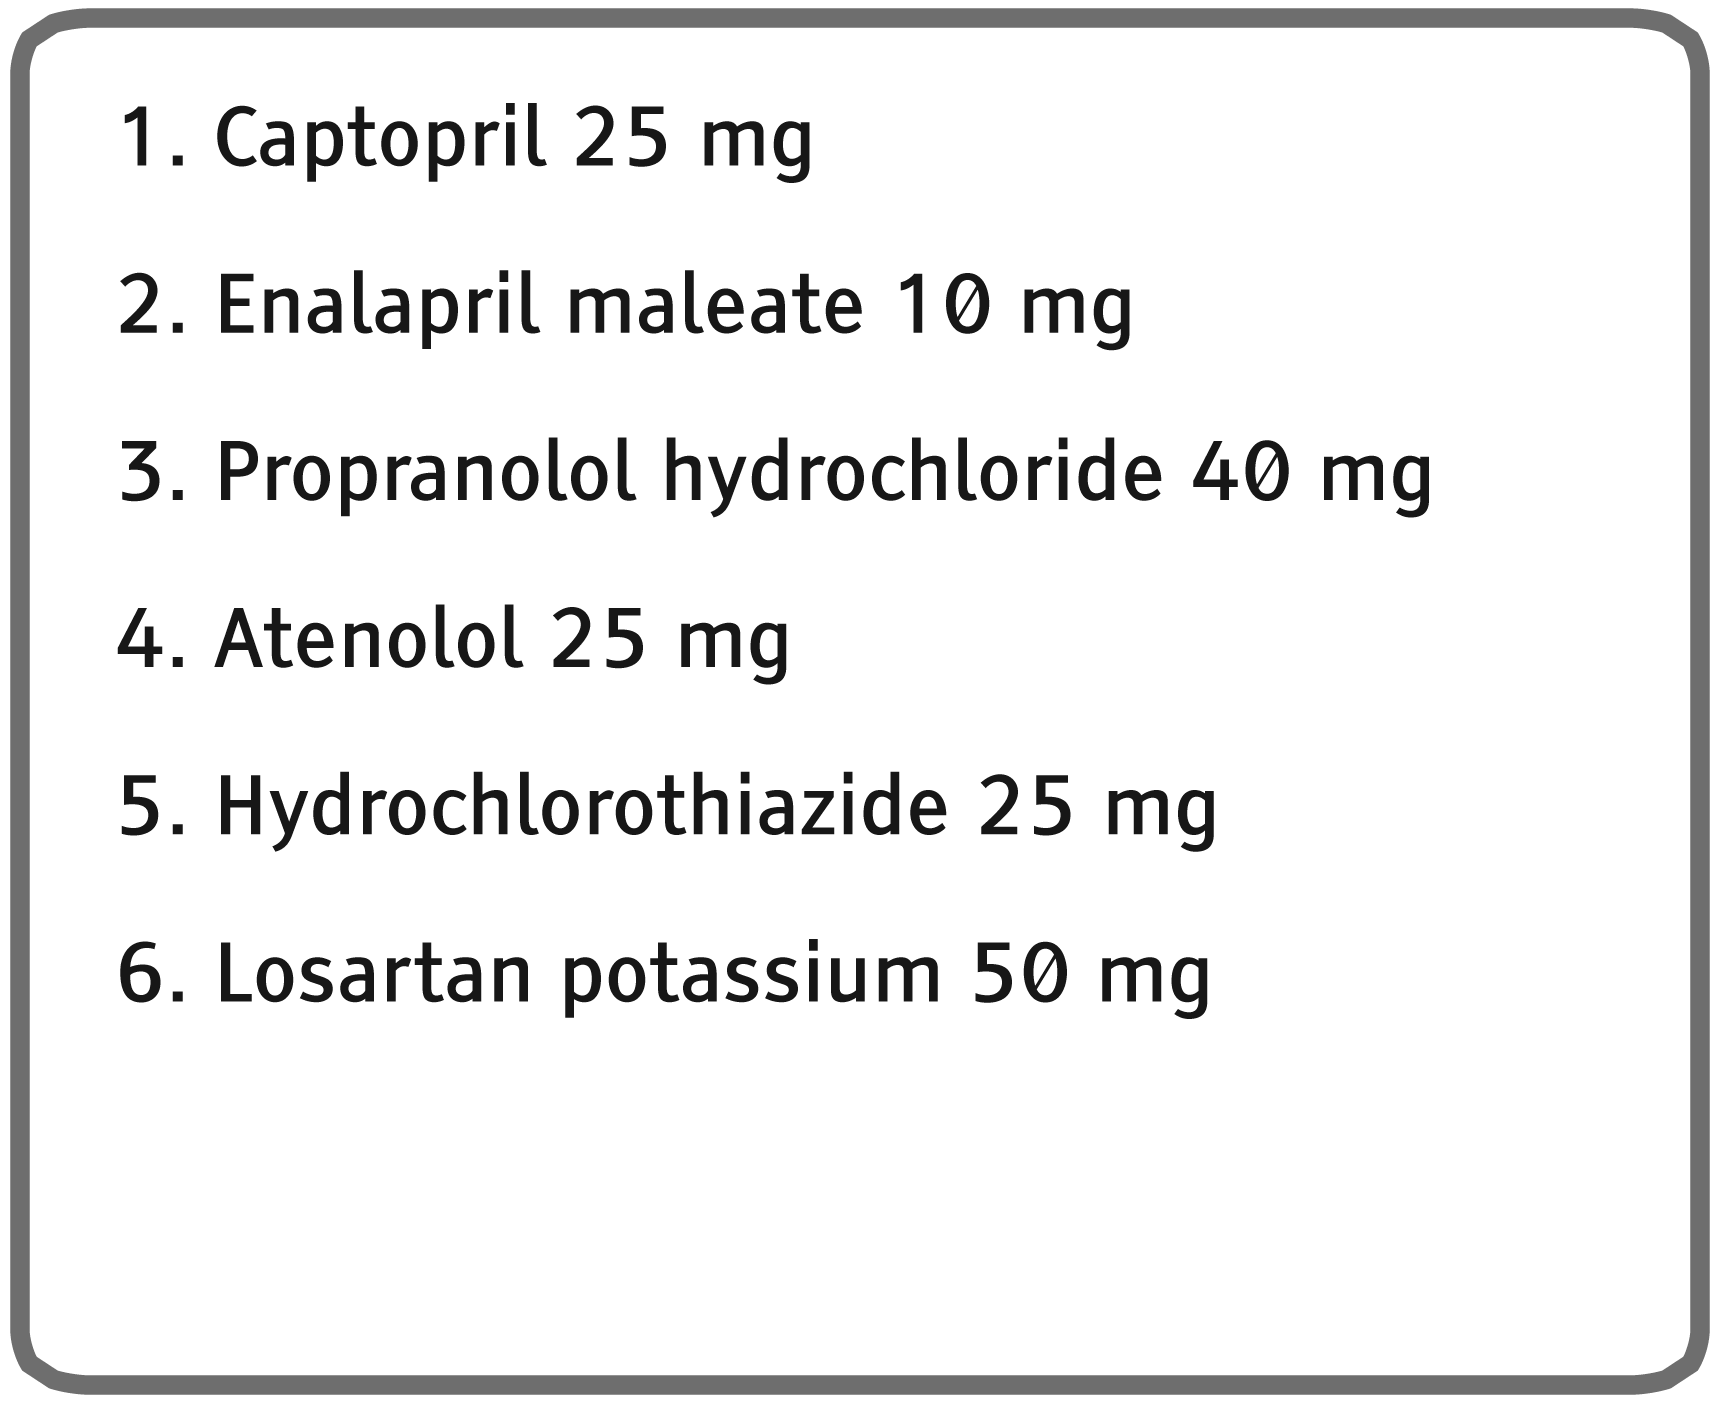 1. Captopril 25 mg
2. Enalapril maleate 10 mg
3. Propranolol hydrochloride 40 mg
4. Atenolol 25 mg
5. Hydrochlorothiazide 25 mg
6. Losartan potassium 50 mg